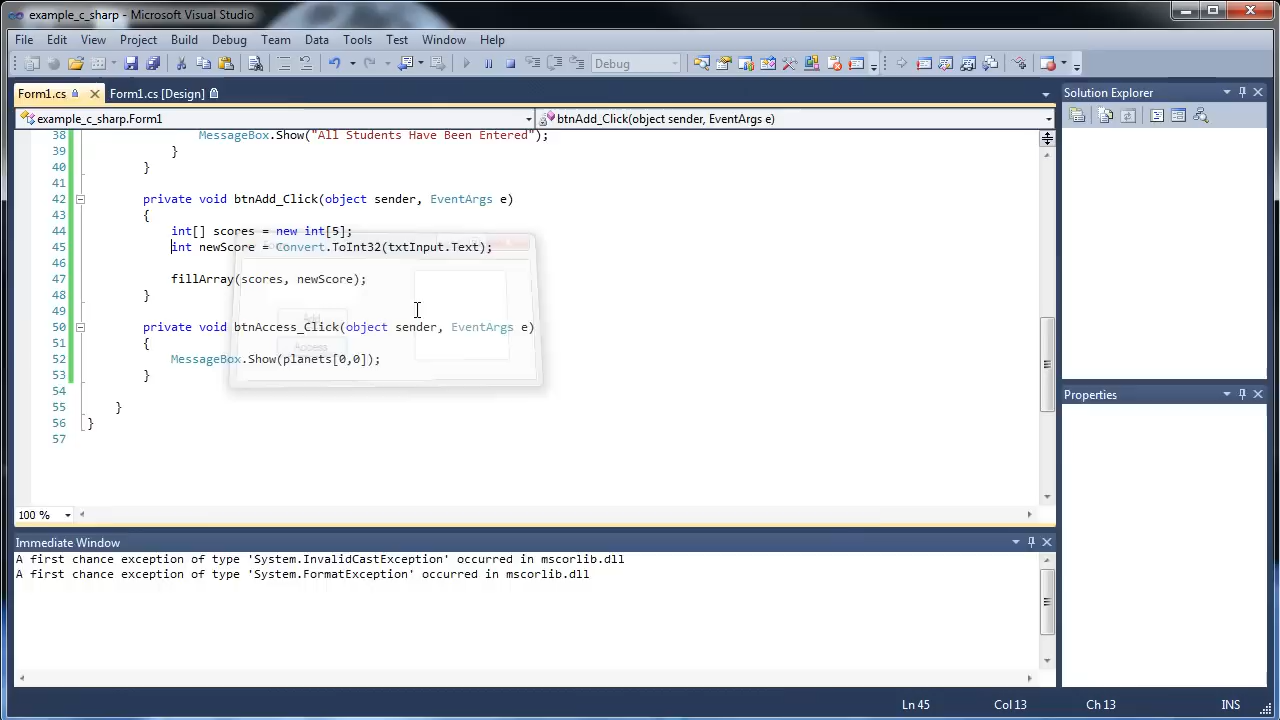 example_c_sharp - Microsoft Visual Studio
File Edit View Project Build Debug Team Data Tools Test Window Help
Debug
Form1.cs Form1.cs [Design]
Solution Explorer
example_c_sharp.Form1 btnAdd_Click(object sender, EventArgs e)
38 MessageBox.Show("All Students Have Been Entered");
39 }
40 }
41
42 private void btnAdd_Click(object sender, EventArgs e)
43 {
44 int[] scores = new int[5];
45 int newScore = Convert.ToInt32(txtInput.Text);
46
47 fillArray(scores, newScore);
48 }
49
50 private void btnAccess_Click(object sender, EventArgs e)
51 {
52 MessageBox.Show(planets[0,0]);
53 }
54
55 }
56 }
57
Add
Access
Properties
100 %
Immediate Window
A first chance exception of type 'System.InvalidCastException' occurred in mscorlib.dll
A first chance exception of type 'System.FormatException' occurred in mscorlib.dll
Ln 45 Col 13 Ch 13 INS